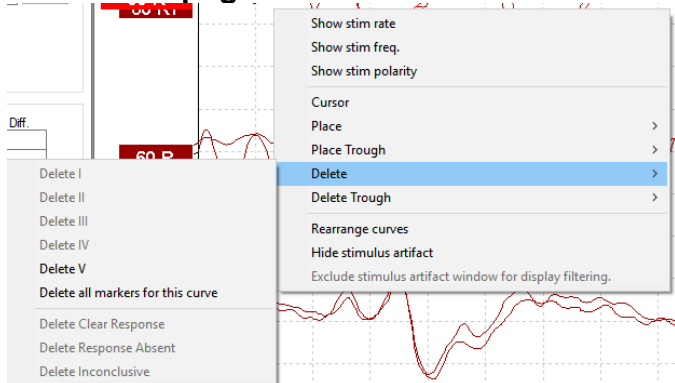 Show stim rate
Show stim freq.
Show stim polarity
Cursor
Place
Place Trough
Delete
Delete Trough
Rearrange curves
Hide stimulus artifact
Exclude stimulus artifact window for display filtering.
Diff.
60 R
Delete I
Delete II
Delete III
Delete IV
Delete V
Delete all markers for this curve
Delete Clear Response
Delete Response Absent
Delete Inconclusive